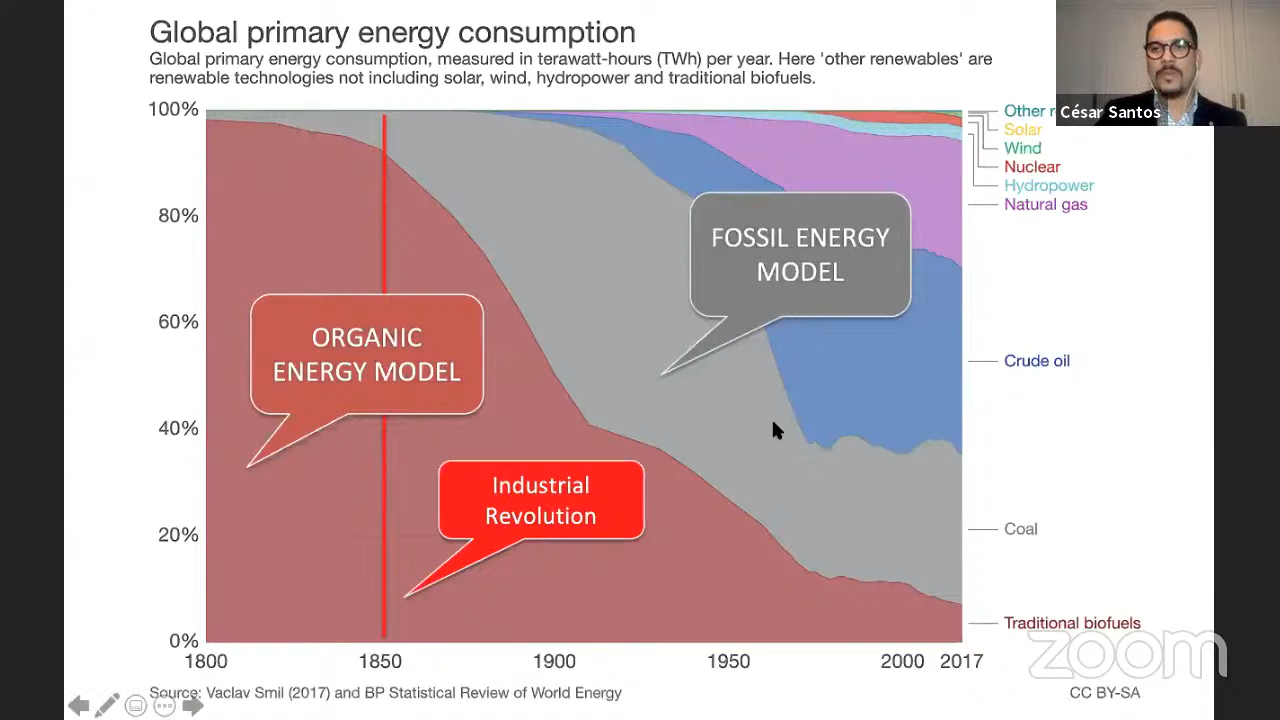 Global primary energy consumption
Global primary energy consumption, measured in terawatt-hours (TWh) per year. Here 'other renewables' are
renewable technologies not including solar, wind, hydropower and traditional biofuels.
César Santos
100%
80%
60%
40%
20%
0%
Other r
Solar
Wind
Nuclear
Hydropower
Natural gas
Crude oil
Coal
Traditional biofuels
FOSSIL ENERGY
MODEL
ORGANIC
ENERGY MODEL
Industrial
Revolution
1800 1850 1900 1950 2000 2017
zoom
Source: Vaclav Smil (2017) and BP Statistical Review of World Energy
CC BY-SA